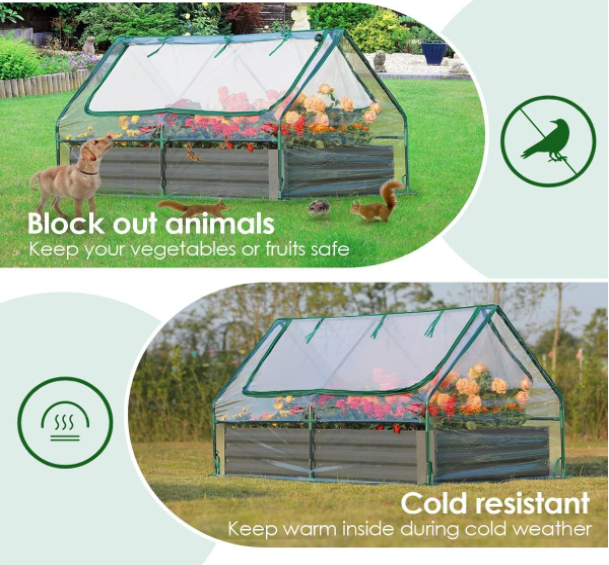 Block out animals
Keep your vegetables or fruits safe
Cold resistant
Keep warm inside during cold weather